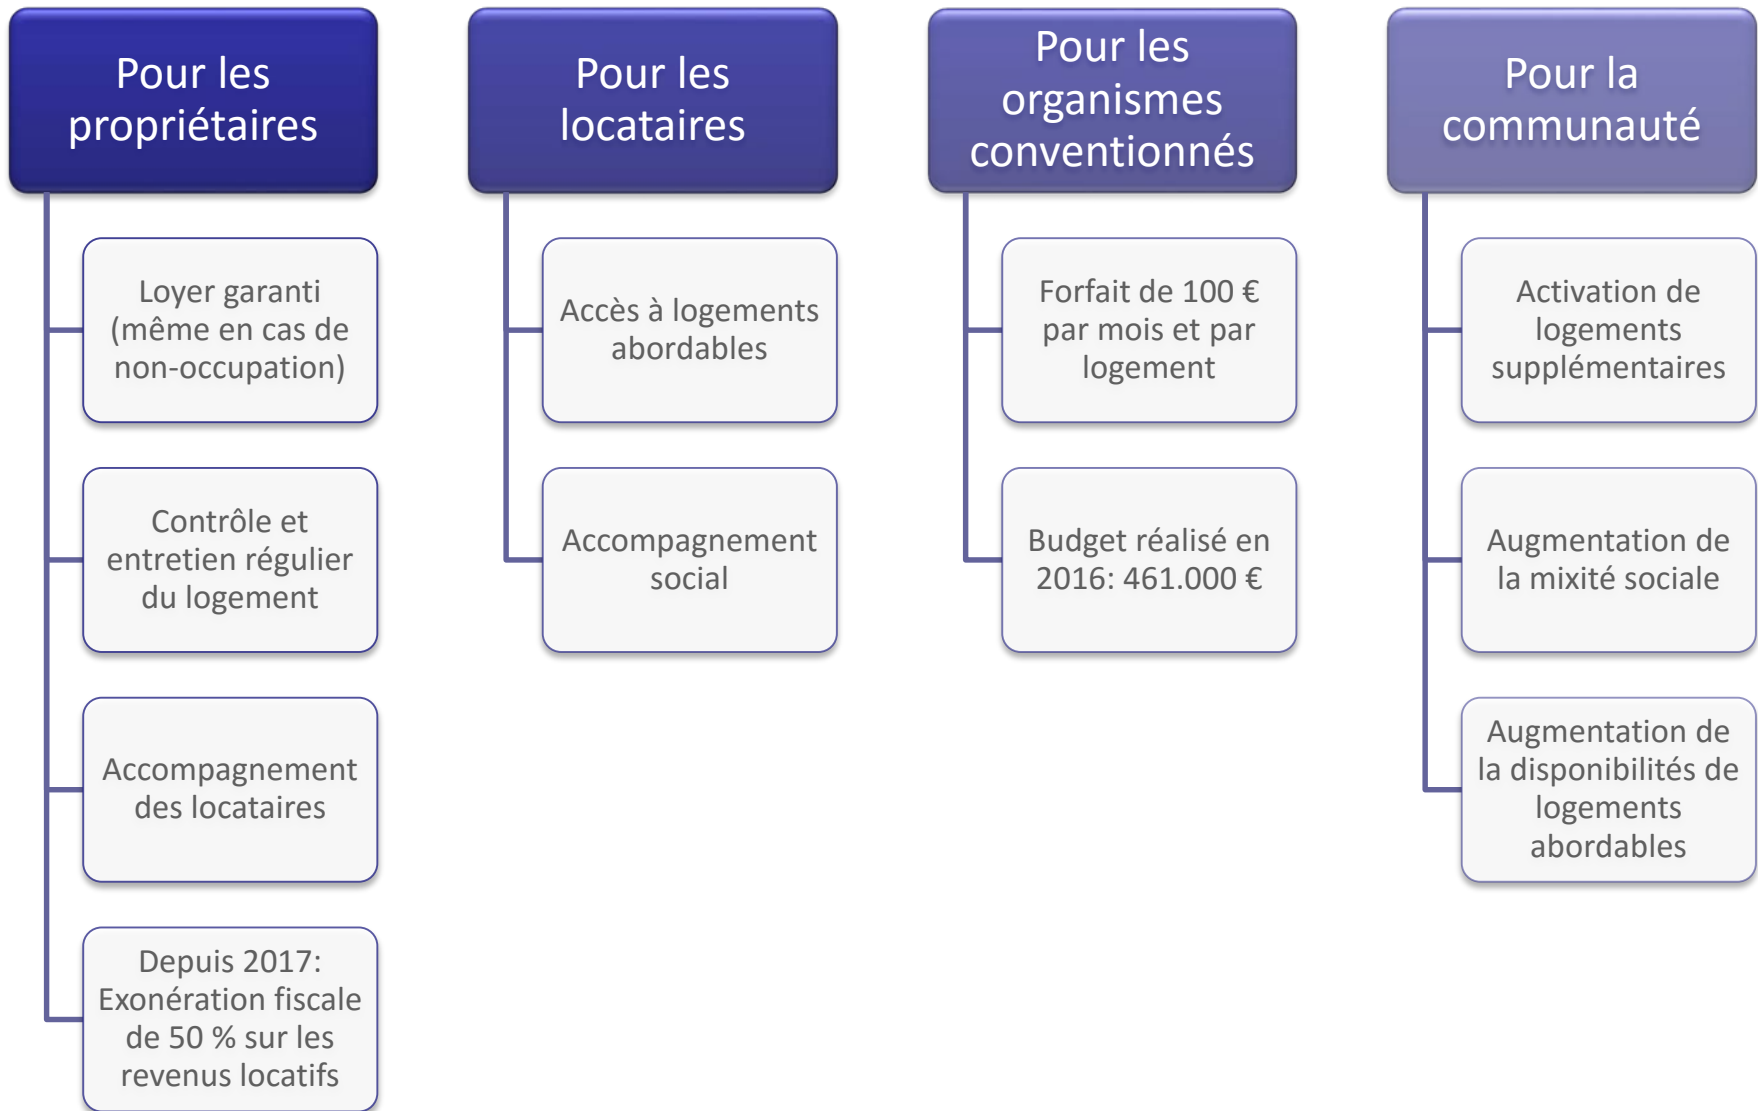 Pour les
propriétaires
Loyer garanti
(même en cas de
non-occupation)
Contrôle et
entretien régulier
du logement
Accompagnement
des locataires
Depuis 2017:
Exonération fiscale
de 50 % sur les
revenus locatifs
Pour les
locataires
Accès à logements
abordables
Accompagnement
social
Pour les
organismes
conventionnés
Forfait de 100 €
par mois et par
logement
Budget réalisé en
2016: 461.000 €
Pour la
communauté
Activation de
logements
supplémentaires
Augmentation de
la mixité sociale
Augmentation de
la disponibilités de
logements
abordables